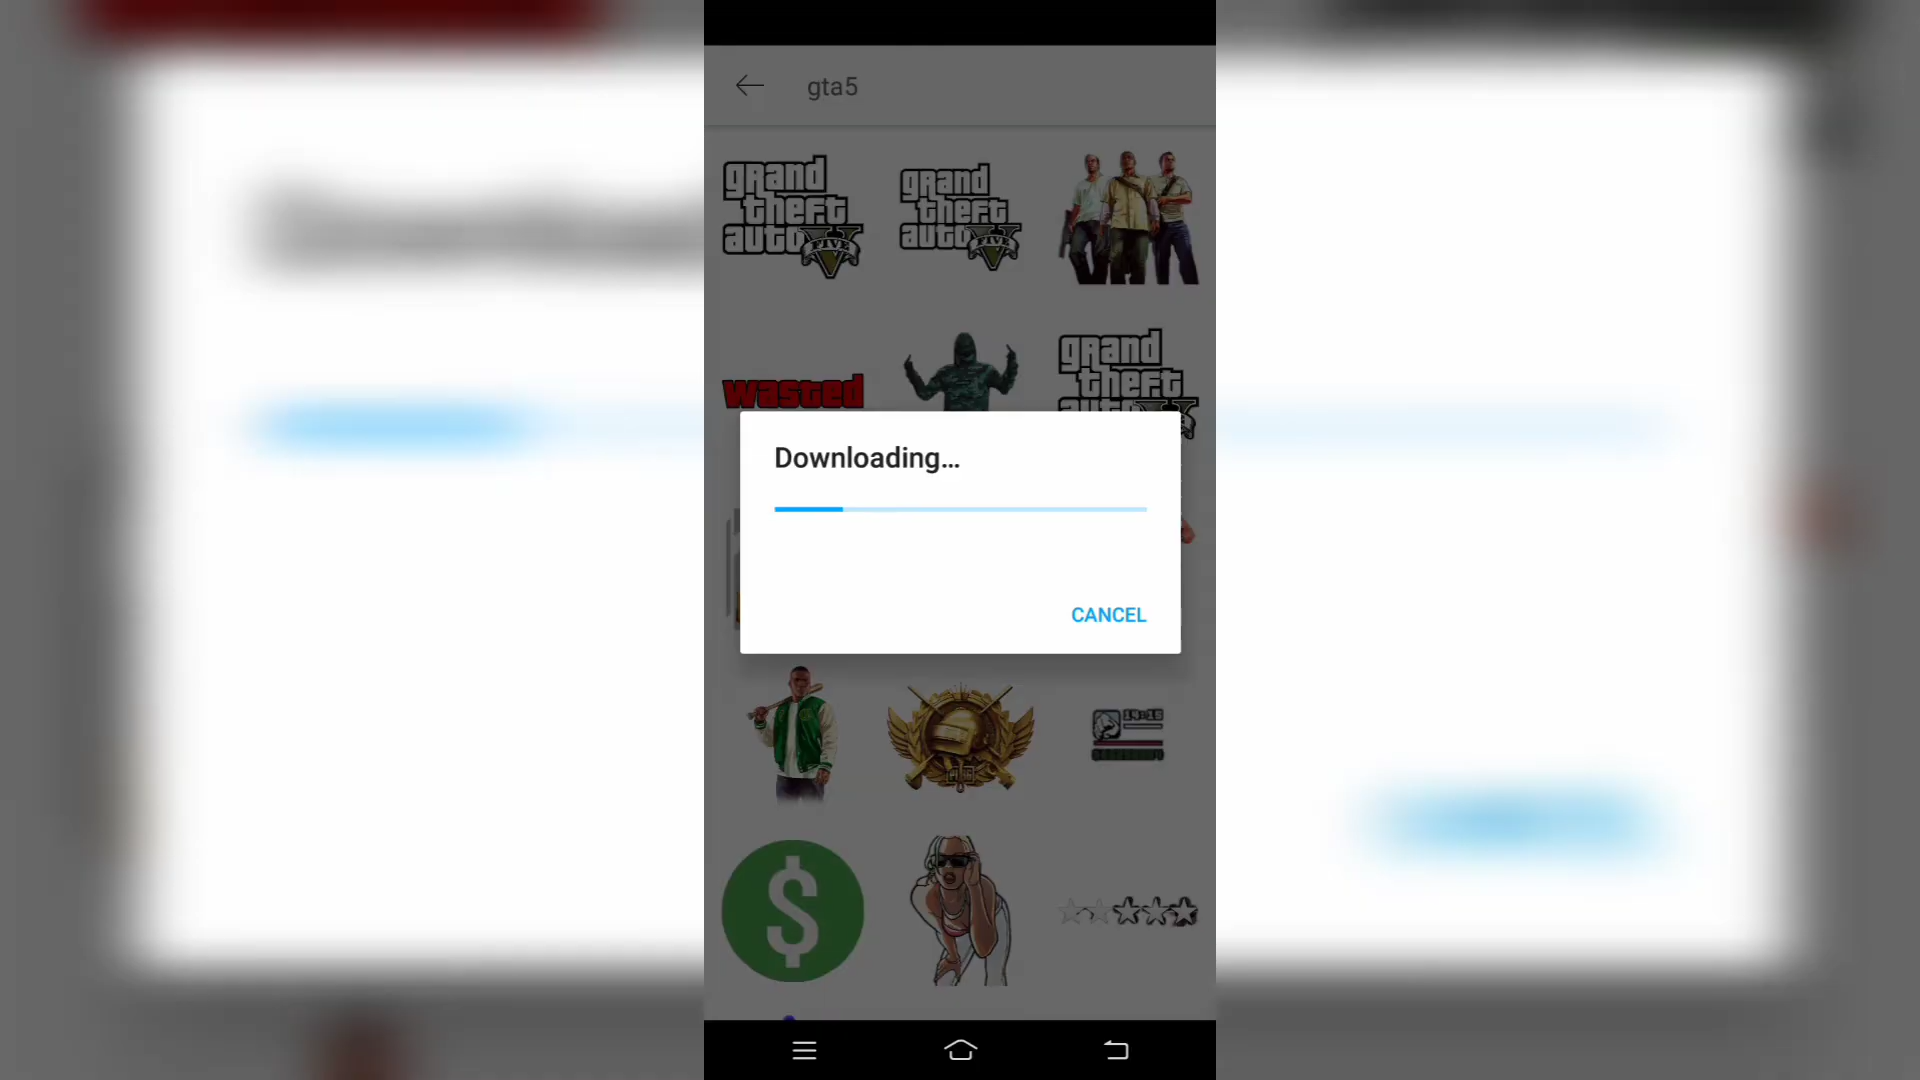 gta5
grand
theft
auto
FIVE
grand
theft
auto
FIVE
wasted
grand
theft
Downloading...
CANCEL
$